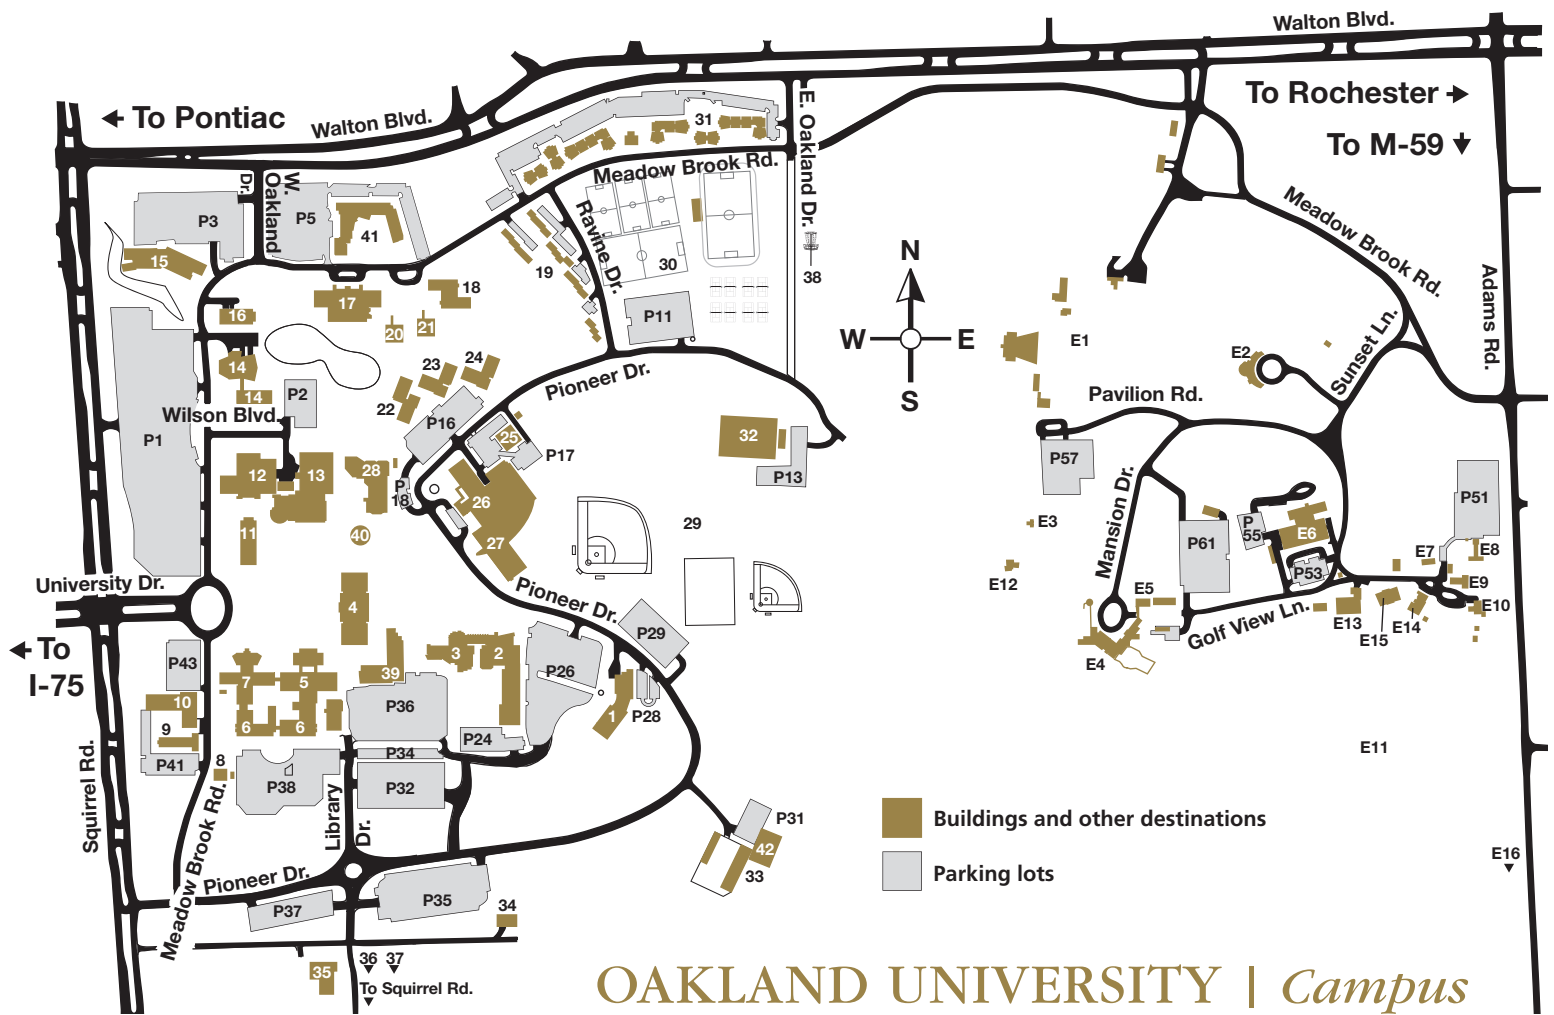 Walton Blvd.
To Rochester
To M-59
To Pontiac
Walton Blvd.
E. Oakland Dr.
31
Meadow Brook Rd.
W. Oakland
Dr.
P3
P5
41
15
Ravine Dr.
30
19
38
Meadow Brook Rd.
Adams Rd.
N
W
E
S
17
18
16
20
21
P11
E1
E2
Sunset Ln.
14
14
23
24
22
Pioneer Dr.
Pavilion Rd.
P2
Wilson Blvd.
P1
P16
25
P17
32
P13
P57
12
13
28
P
18
26
27
29
P51
Mansion Dr.
E3
P61
P
55
E6
11
40
E12
P53
E7
E8
E9
E10
University Dr.
Pioneer Dr.
4
E5
E4
Golf View Ln.
E13
E15
E14
To
I-75
P43
P29
3
2
P26
7
5
39
10
9
6
6
P36
1
P28
P24
P34
P41
8
P38
P32
E11
Squirrel Rd.
Meadow Brook Rd.
Library
Dr.
P31
42
33
Buildings and other destinations
Parking lots
E16
Pioneer Dr.
P37
P35
34
36
37
35
To Squirrel Rd.
OAKLAND UNIVERSITY | Campus